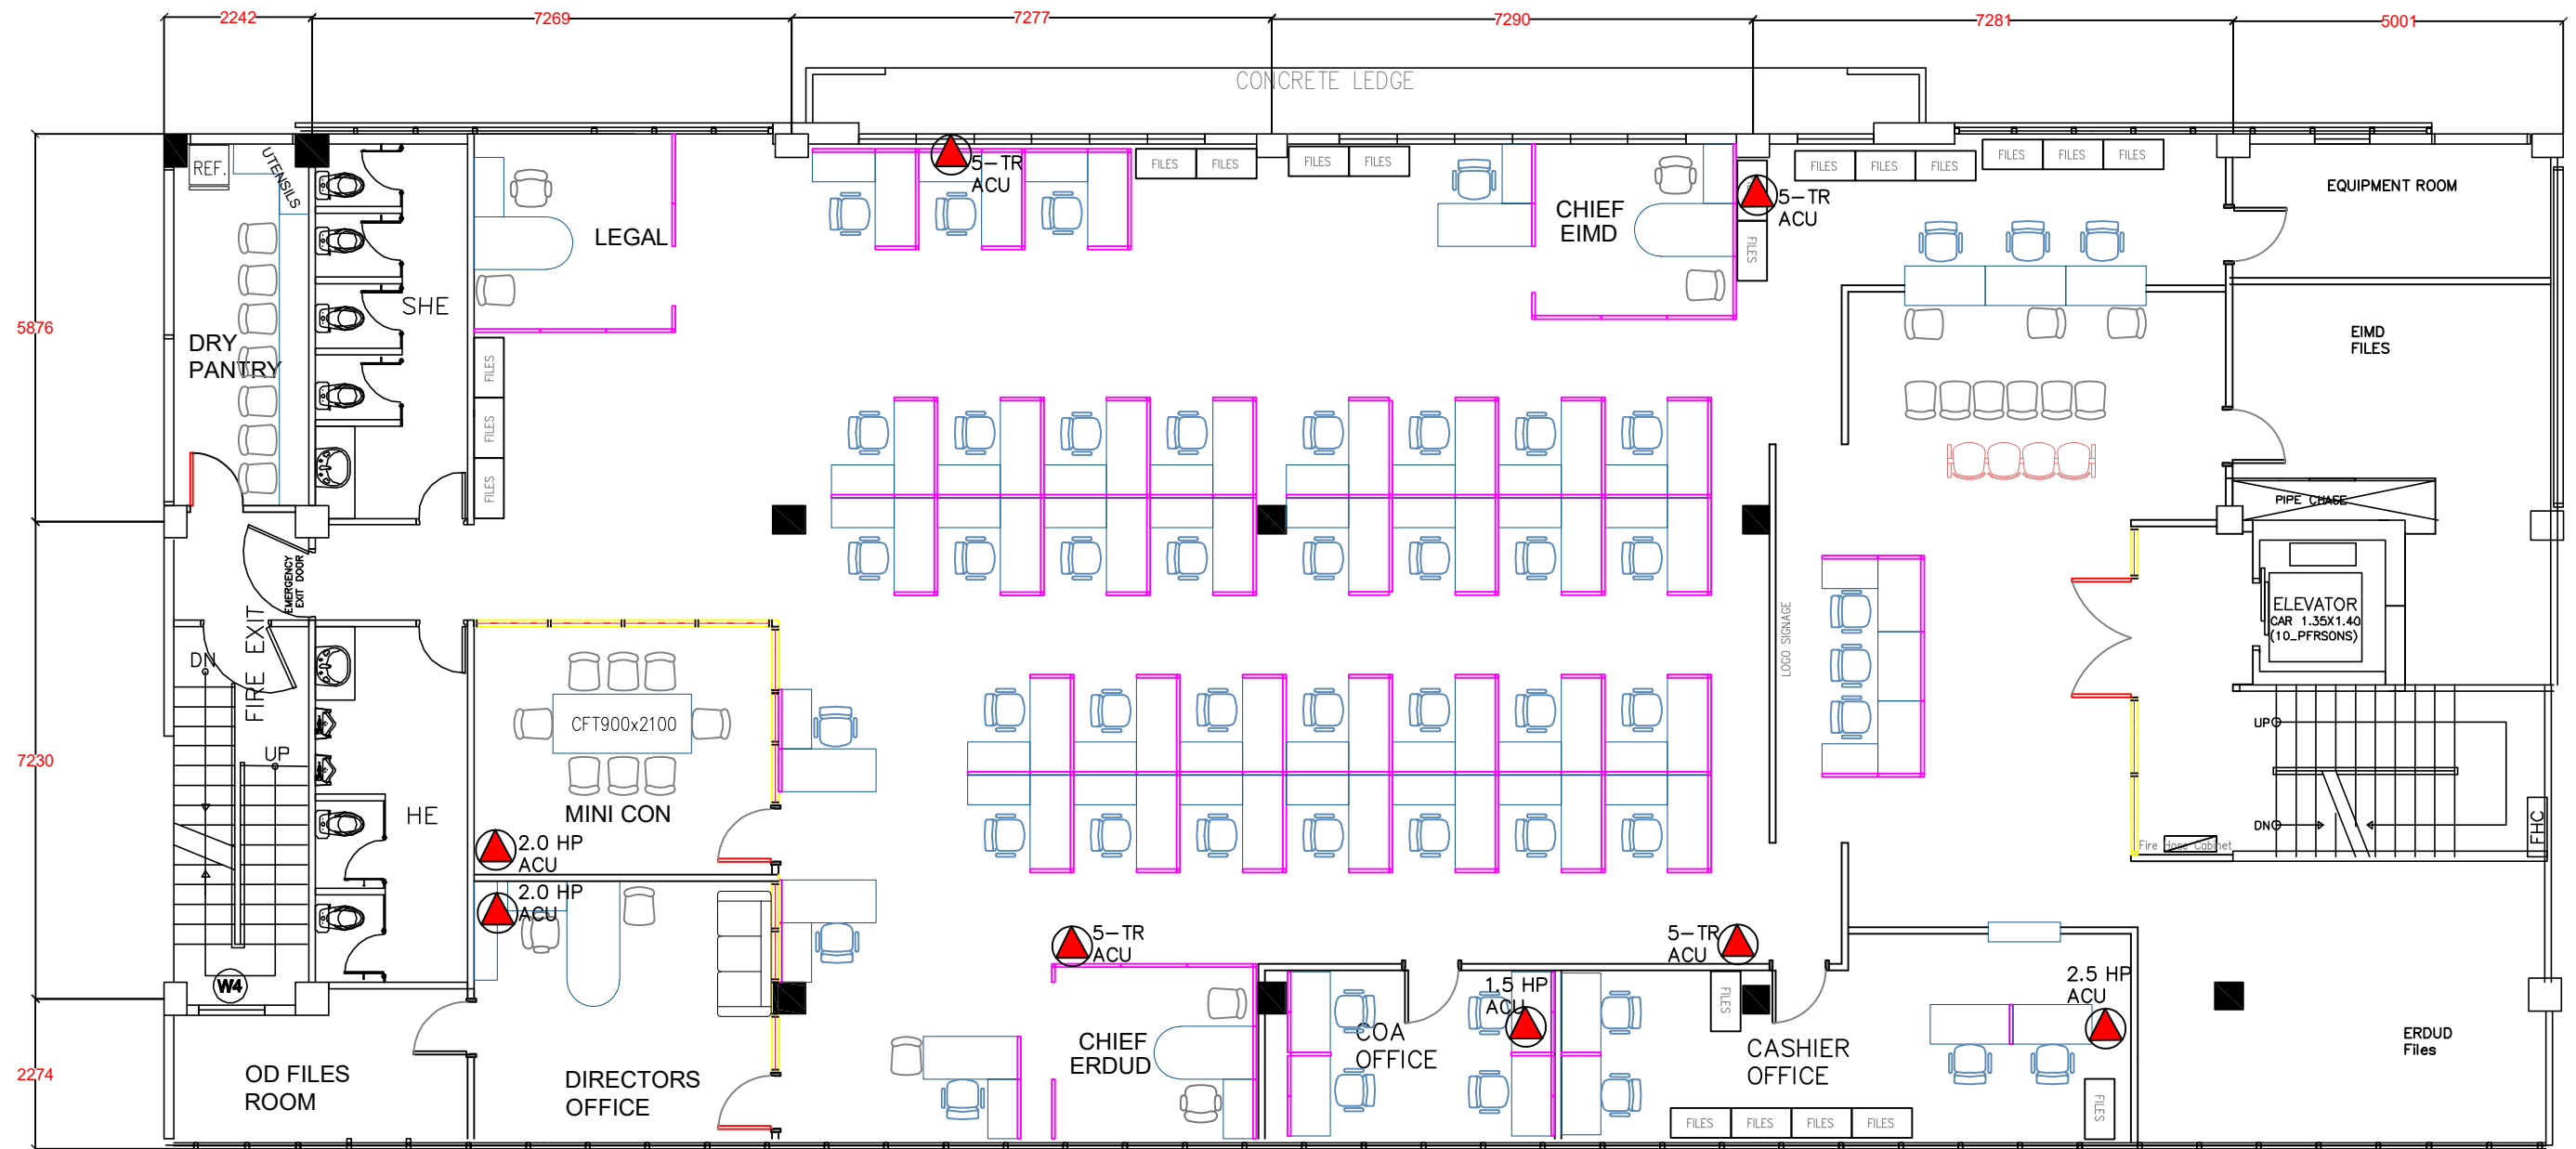 2242
7269
7277
7290
7281
5001
CONCRETE LEDGE
REF.
UTENSILS
5-TR
ACU
FILES
FILES
FILES
FILES
5-TR
ACU
FILES
FILES
FILES
FILES
FILES
FILES
FILES
EQUIPMENT ROOM
LEGAL
CHIEF
EIMD
SHE
5876
DRY
PANTRY
FILES
FILES
FILES
EIMD
FILES
PIPE CHASE
EMERGENCY
EXIT DOOR
FIRE EXIT
DN
UP
LOGO SIGNAGE
ELEVATOR
CAR 1.35X1.40
(10_PERSONS)
CFT900x2100
MINI CON
7230
HE
UP
DN
FHC
Fire Hose Cabinet
2.0 HP
ACU
2.0 HP
ACU
5-TR
ACU
5-TR
ACU
W4
1.5 HP
ACU
FILES
2.5 HP
ACU
CHIEF
ERDUD
COA
OFFICE
CASHIER
OFFICE
ERDUD
Files
2274
OD FILES
ROOM
DIRECTORS
OFFICE
FILES
FILES
FILES
FILES
FILES